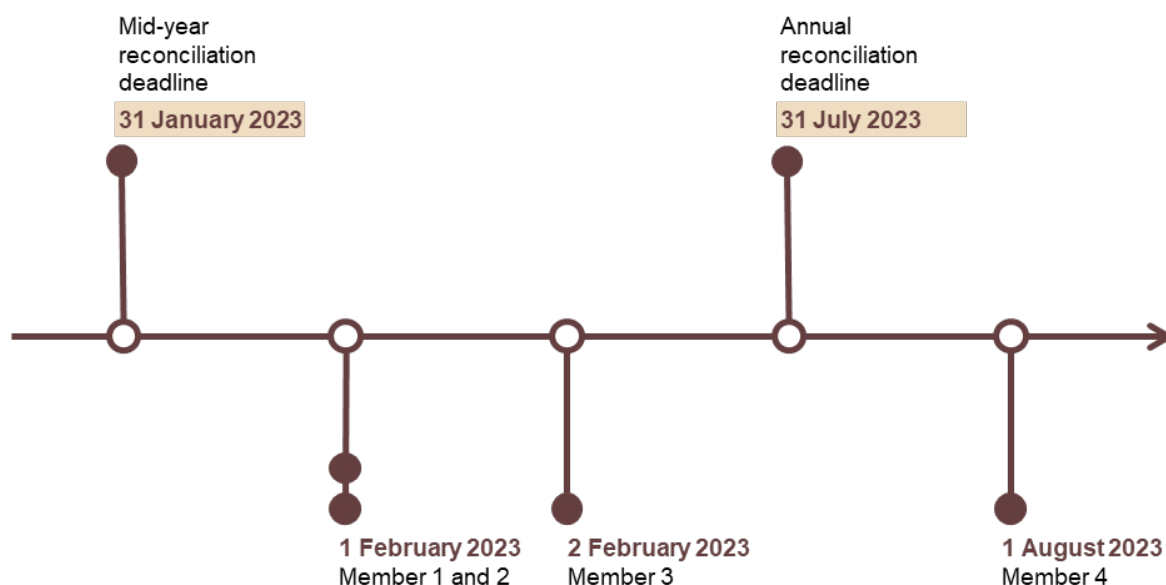 Mid-year
reconciliation
deadline
31 January 2023
Annual
reconciliation
deadline
31 July 2023
1 February 2023
Member 1 and 2
2 February 2023
Member 3
1 August 2023
Member 4